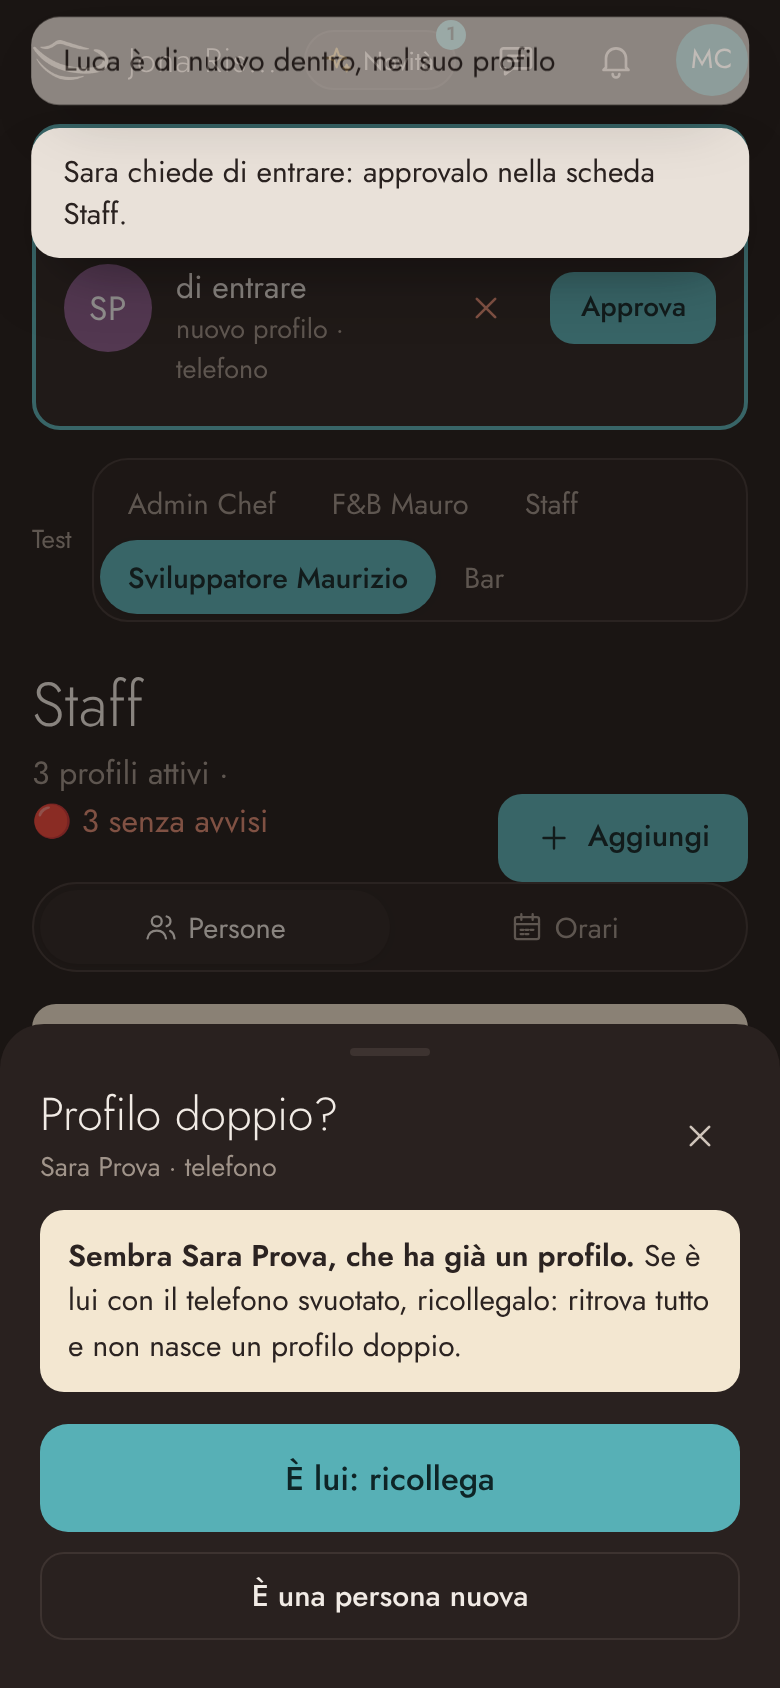 Luca è di nuovo dentro, nel suo profilo
Novità
1
MC
Sara chiede di entrare: approvalo nella scheda
Staff.
SP
di entrare
nuovo profilo ·
telefono
Approva
Test
Admin Chef
F&B Mauro
Staff
Sviluppatore Maurizio
Bar
Staff
3 profili attivi ·
3 senza avvisi
Aggiungi
Persone
Orari
Profilo doppio?
Sara Prova · telefono
Sembra Sara Prova, che ha già un profilo. Se è
lui con il telefono svuotato, ricollegalo: ritrova tutto
e non nasce un profilo doppio.
È lui: ricollega
È una persona nuova